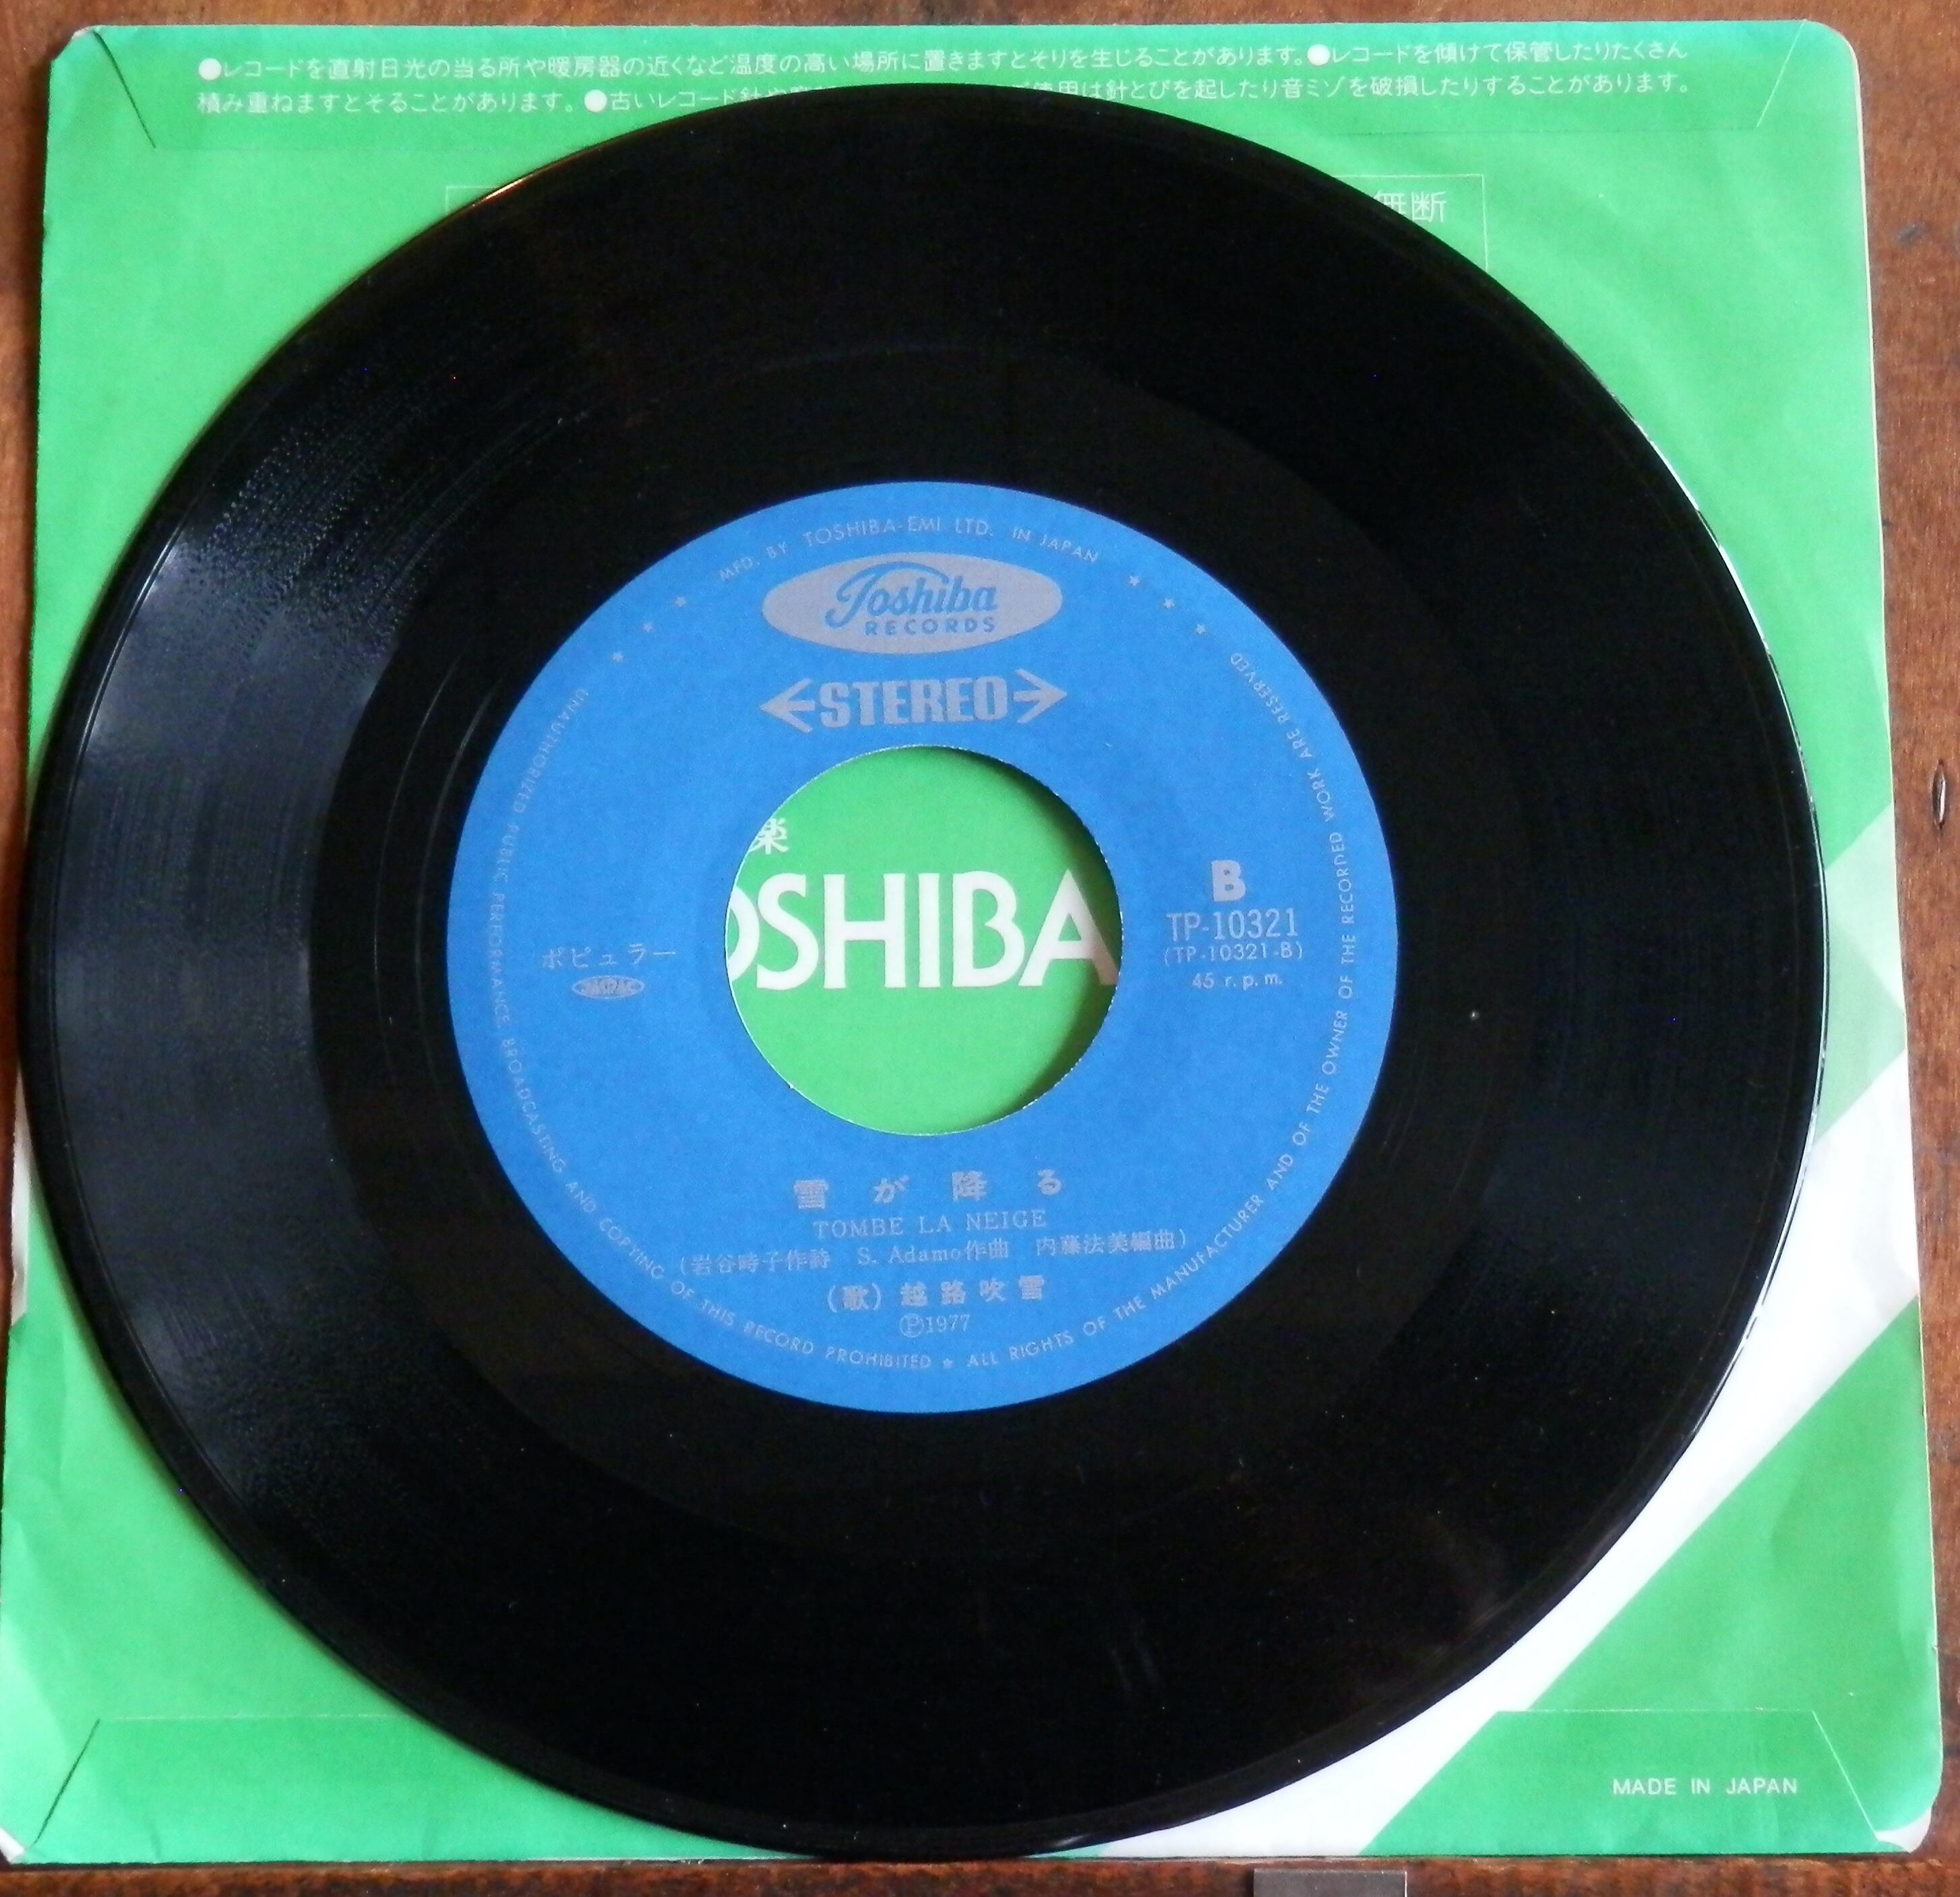 ●レコードを直射日光の当る所や暖房器の近くなど温度の高い場所に置きますとそりを生じることがあります。●レコードを傾けて保管したりたくさん
積み重ねますとそることがあります。●古いレコード針や 使用は針とびを起したり音ミゾを破損したりすることがあります。
無断
MFD. BY TOSHIBA-EMI LTD. IN JAPAN
Toshiba
RECORDS
STEREO
楽
OSHIBA
B
TP-10321
(TP-10321-B)
45 r.p.m.
ポピュラー
JASRAC
雪が降る
TOMBE LA NEIGE
(岩谷時子作詩 S. Adamo作曲 内藤法美編曲)
(歌) 越路吹雪
Ⓟ1977
UNAUTHORIZED PUBLIC PERFORMANCE, BROADCASTING AND COPYING OF THIS RECORD PROHIBITED ★ ALL RIGHTS OF THE MANUFACTURER AND OF THE OWNER OF THE RECORDED WORK ARE RESERVED
MADE IN JAPAN